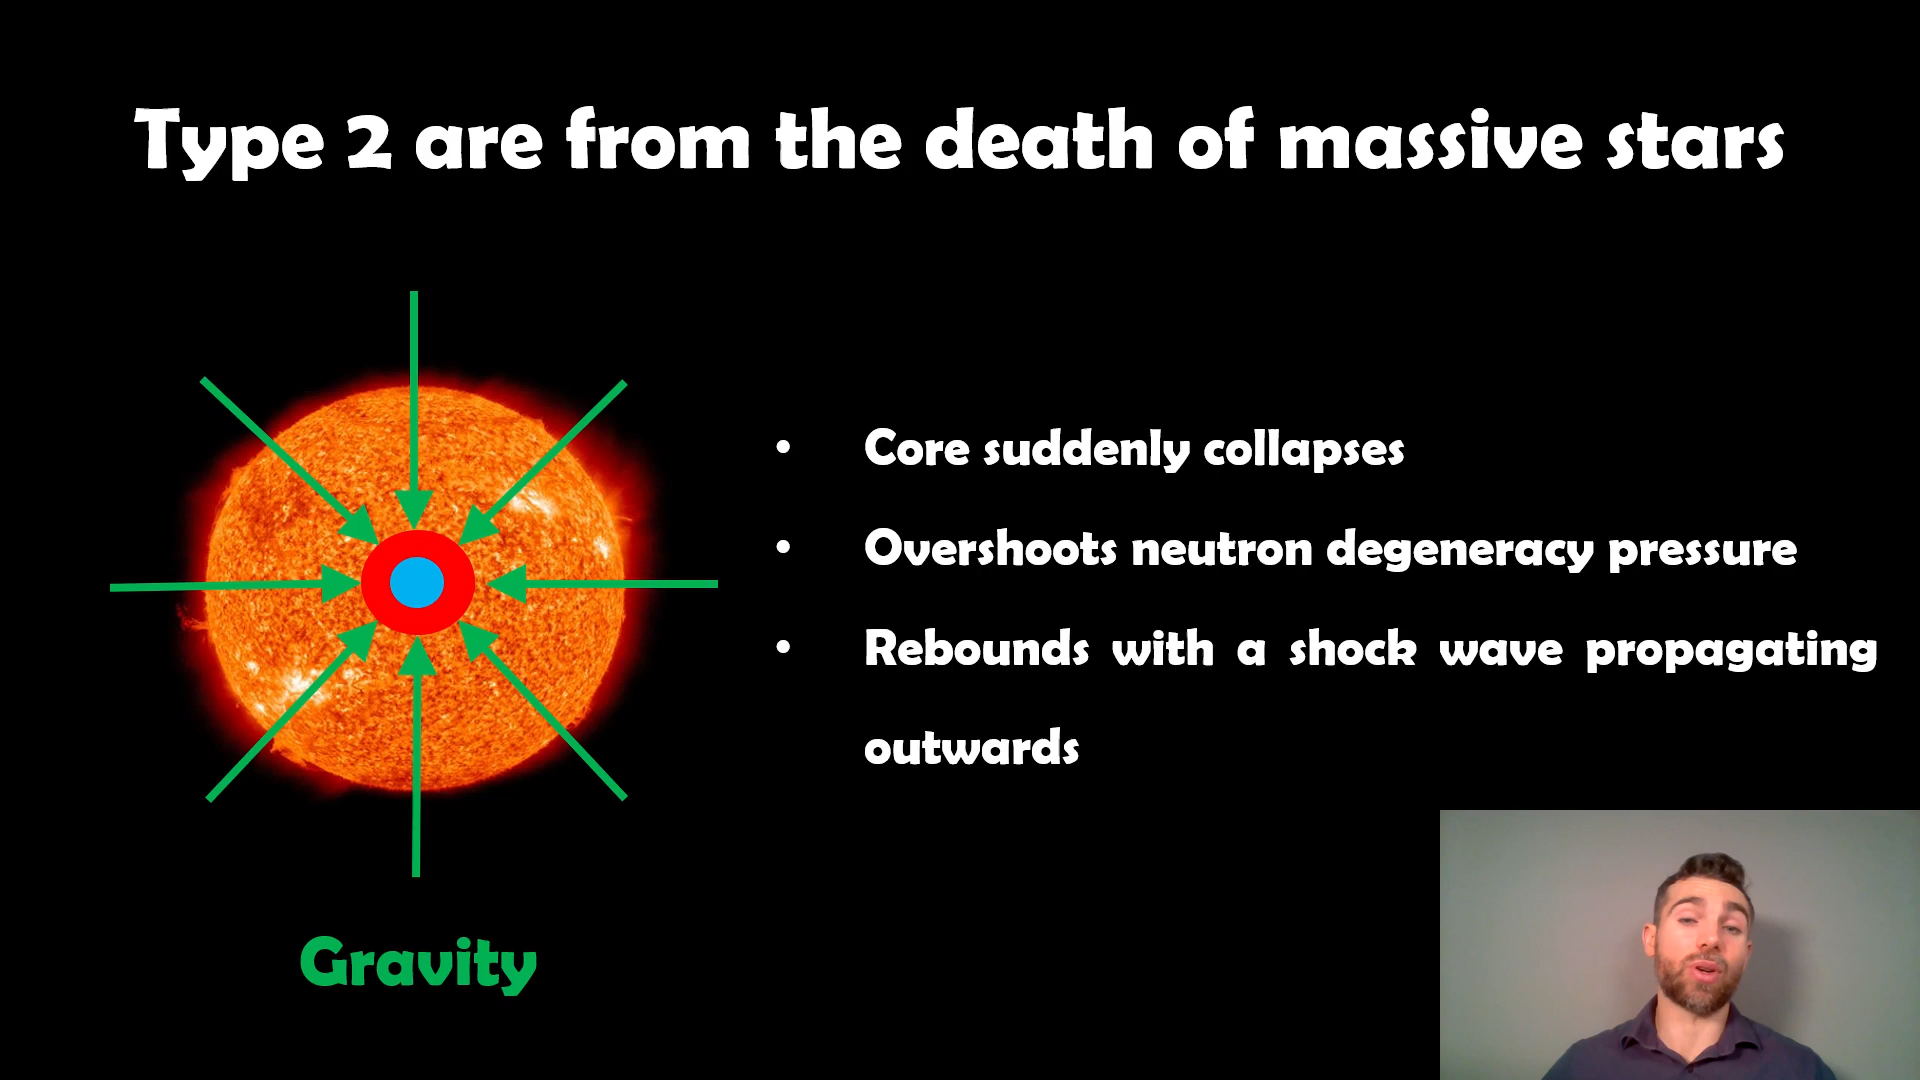 Type 2 are from the death of massive stars
• Core suddenly collapses
• Overshoots neutron degeneracy pressure
• Rebounds with a shock wave propagating
outwards
Gravity